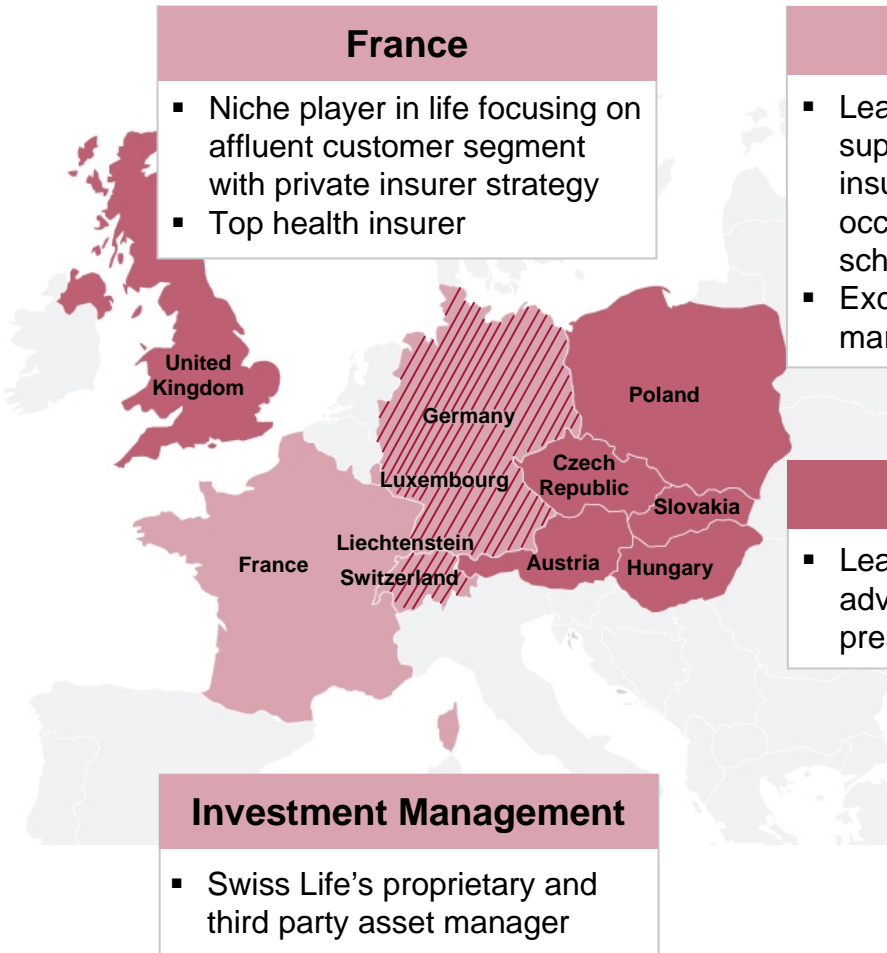 France
▪ Niche player in life focusing on
affluent customer segment
with private insurer strategy
▪ Top health insurer
▪
▪
United
Kingdom
Germany
Poland
Luxembourg
Czech
Republic
Slovakia
Liechtenstein
France
Switzerland
Austria
Hungary
▪
Investment Management
▪ Swiss Life's proprietary and
third party asset manager